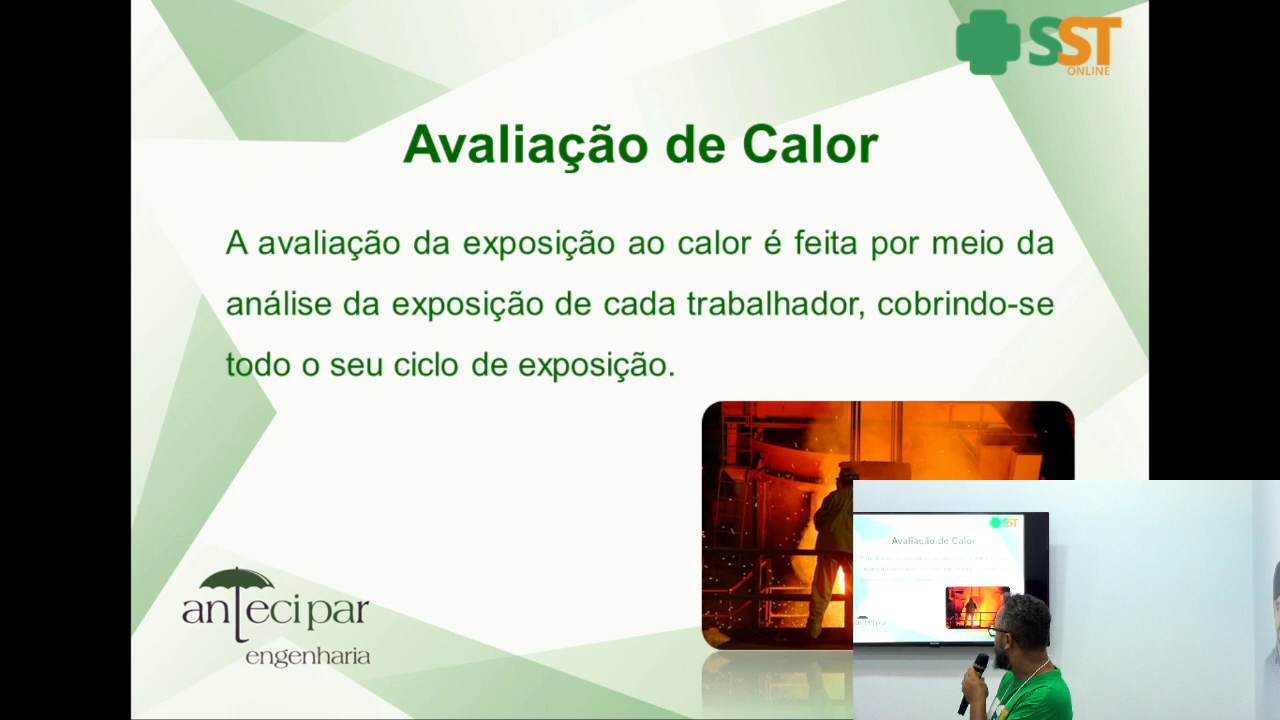 SST
ONLINE
Avaliação de Calor
A avaliação da exposição ao calor é feita por meio da
análise da exposição de cada trabalhador, cobrindo-se
todo o seu ciclo de exposição.
antecipar
engenharia
SST
Avaliação de Calor